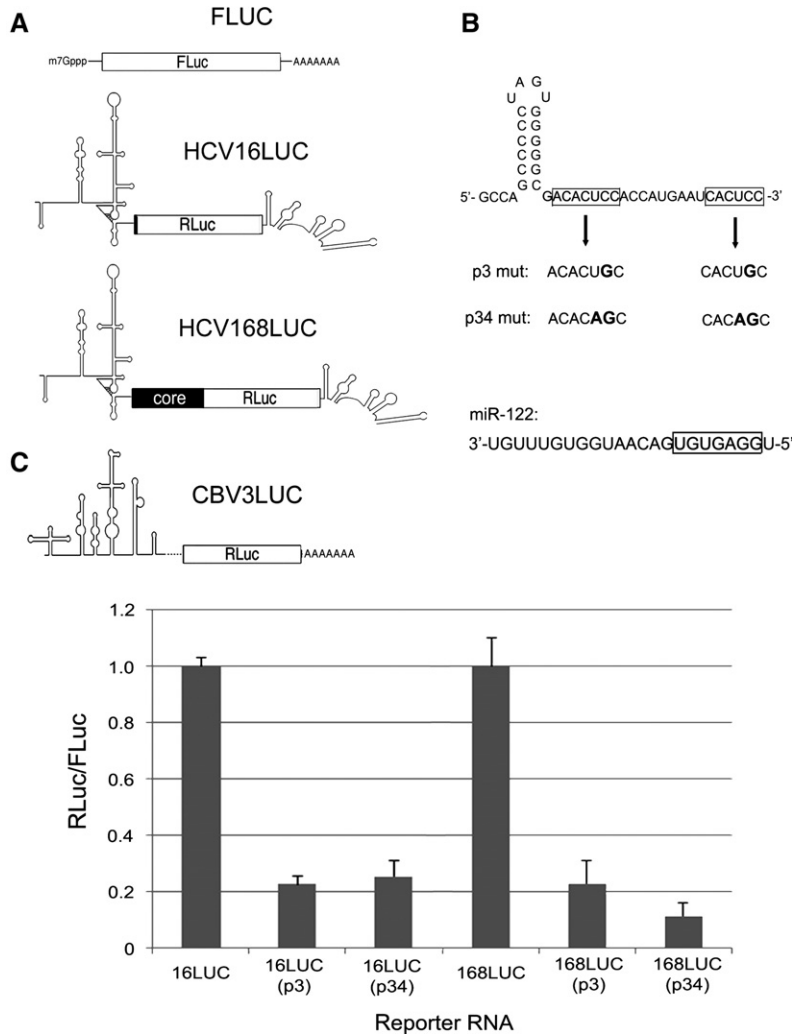 A
FLUC
m7Gppp
FLuc
AAAAAAA
HCV16LUC
RLuc
HCV168LUC
core
RLuc
B
A G
U U
C G
C G
C G
C G
C G
C G
5'- GCCA
GACACUCCACCAUGAAUCACUCC -3'
p3 mut: ACACUGC CACUGC
p34 mut: ACACAGC CACAGC
miR-122:
3'-UGUUUGUGGUAACAGUGUGAGGU-5'
C
CBV3LUC
RLuc
AAAAAAA
RLuc/FLuc
1.2
1.0
0.8
0.6
0.4
0.2
0
16LUC
16LUC (p3)
16LUC (p34)
168LUC
168LUC (p3)
168LUC (p34)
Reporter RNA